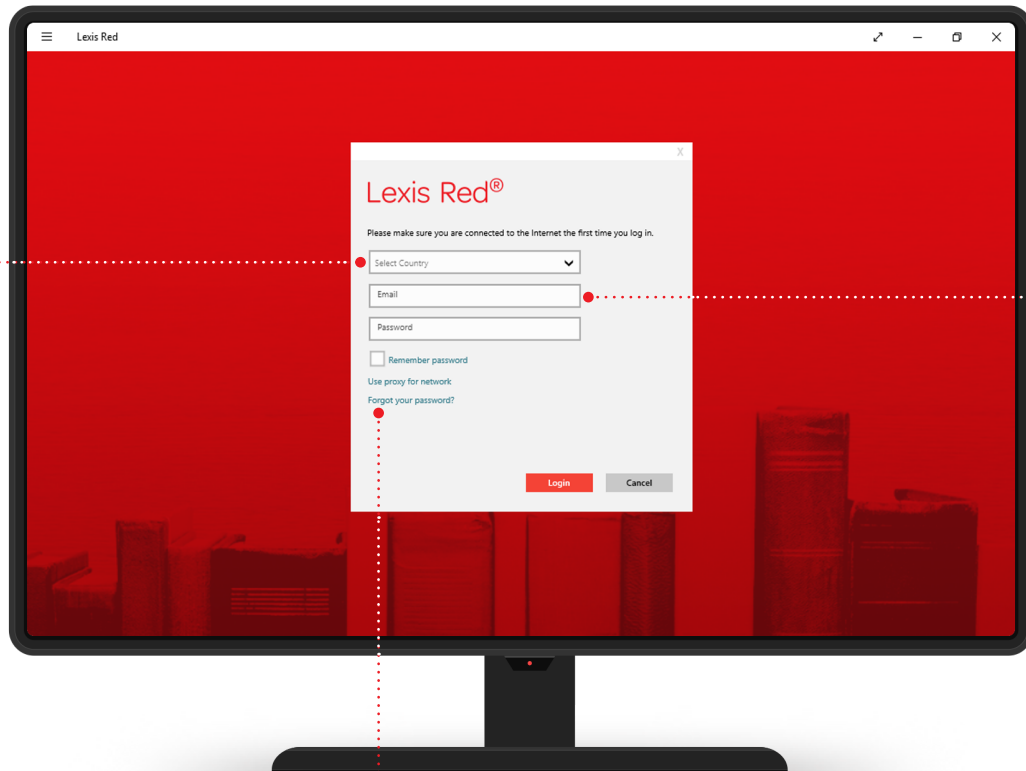 Lexis Red
X
Lexis Red®
Please make sure you are connected to the Internet the first time you log in.
Select Country
Email
Password
Remember password
Use proxy for network
Forgot your password?
Login Cancel